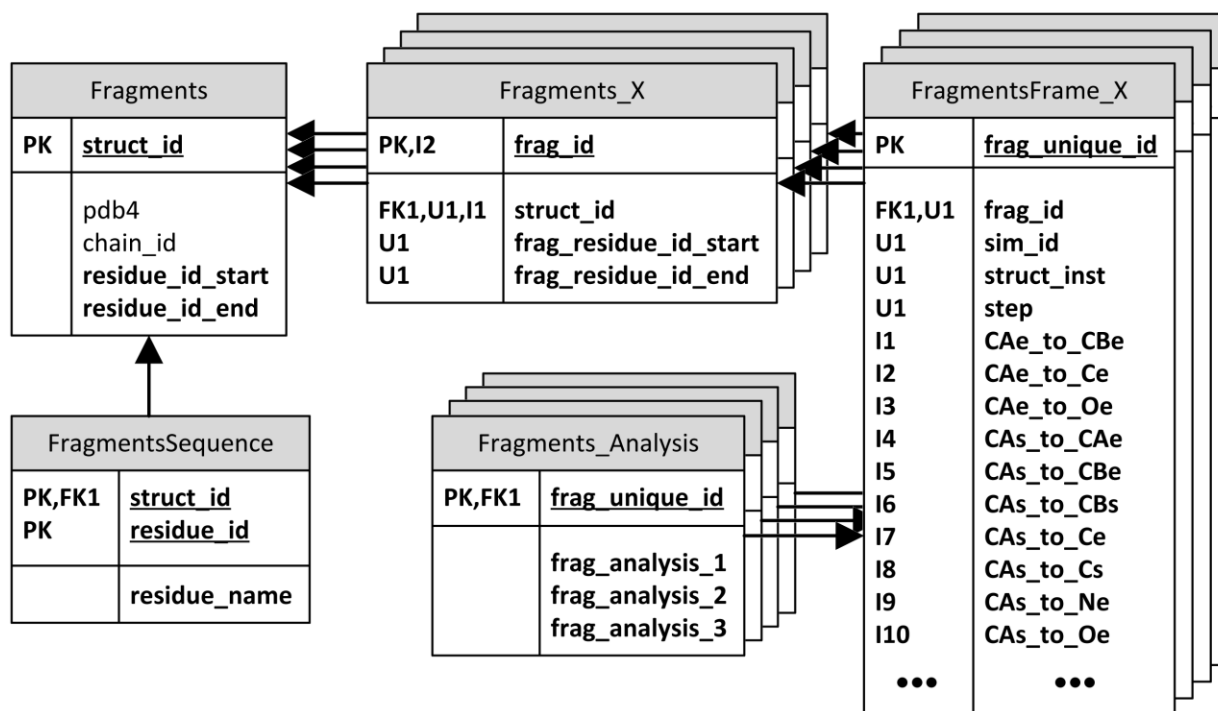 Fragments
PK struct_id
pdb4
chain_id
residue_id_start
residue_id_end
Fragments_X
PK,I2 frag_id
FK1,U1,I1 struct_id
U1 frag_residue_id_start
U1 frag_residue_id_end
FragmentsFrame_X
PK frag_unique_id
FK1,U1 frag_id
U1 sim_id
U1 struct_inst
U1 step
I1 CAe_to_CBe
I2 CAe_to_Ce
I3 CAe_to_Oe
I4 CAs_to_CAe
I5 CAs_to_CBe
I6 CAs_to_CBs
I7 CAs_to_Ce
I8 CAs_to_Cs
I9 CAs_to_Ne
I10 CAs_to_Oe
••• •••
FragmentsSequence
PK,FK1 struct_id
PK residue_id
residue_name
Fragments_Analysis
PK,FK1 frag_unique_id
frag_analysis_1
frag_analysis_2
frag_analysis_3